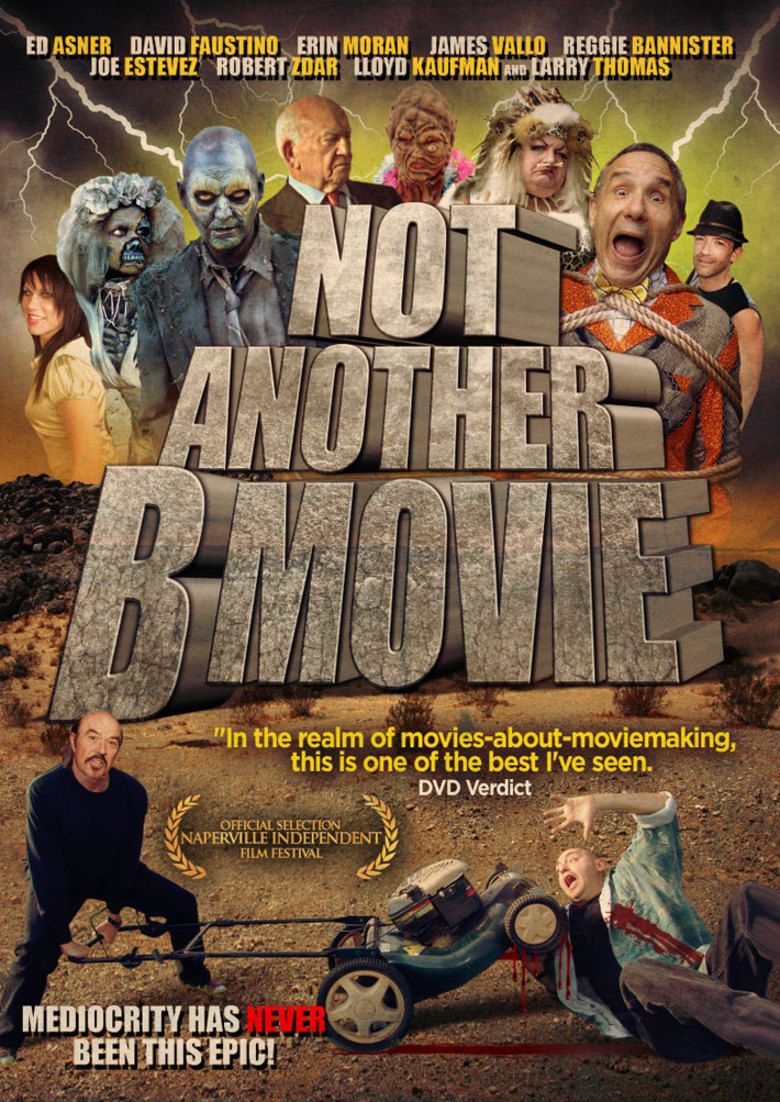 ED ASNER DAVID FAUSTINO ERIN MORAN JAMES VALLO REGGIE BANNISTER
JOE ESTEVEZ ROBERT ZDAR LLOYD KAUFMAN AND LARRY THOMAS
NOT
ANOTHER
B MOVIE
"In the realm of movies-about-moviemaking,
this is one of the best I've seen.
DVD Verdict
OFFICIAL SELECTION
NAPERVILLE INDEPENDENT
FILM FESTIVAL
MEDIOCRITY HAS NEVER
BEEN THIS EPIC!